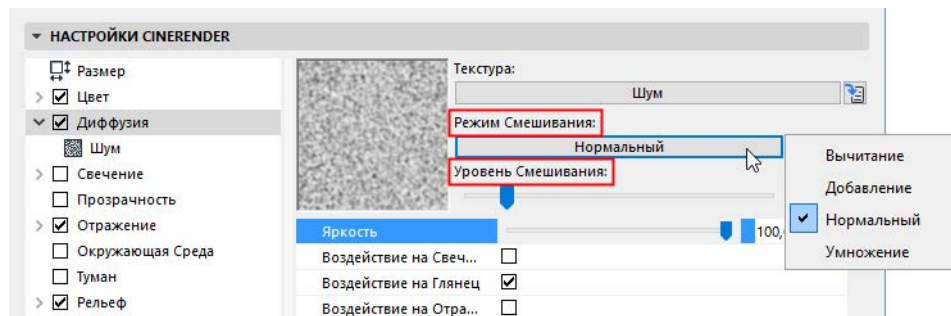 НАСТРОЙКИ CINERENDER
Размер
Цвет
Диффузия
Шум
Свечение
Прозрачность
Отражение
Окружающая Среда
Туман
Рельеф
Текстура:
Шум
Режим Смешивания:
Нормальный
Уровень Смешивания:
Яркость
100,
Воздействие на Свеч...
Воздействие на Глянец
Воздействие на Отра...
Вычитание
Добавление
Нормальный
Умножение